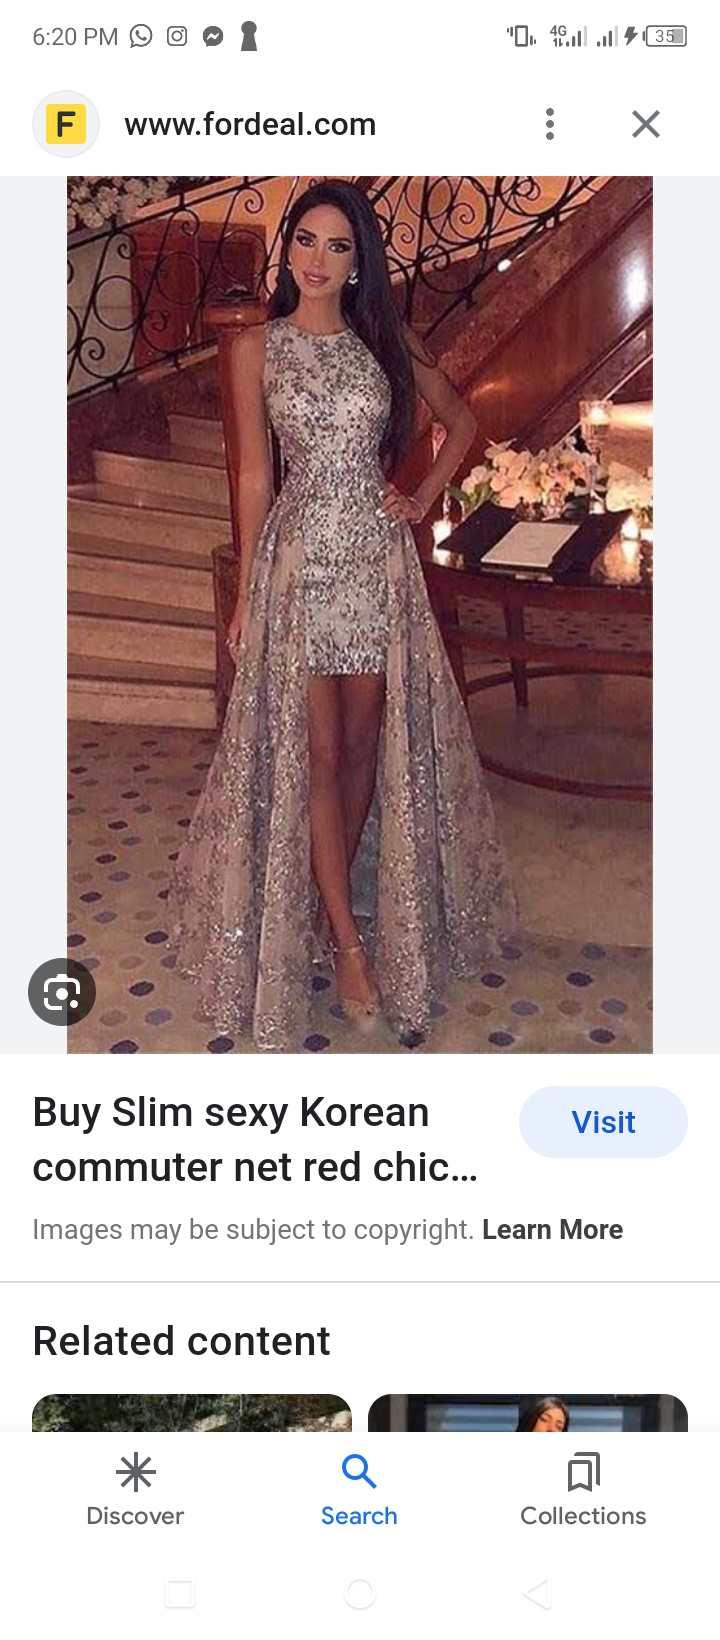 6:20 PM 4G 35
F www.fordeal.com
Buy Slim sexy Korean
commuter net red chic...
Visit
Images may be subject to copyright. Learn More
Related content
Discover Search Collections